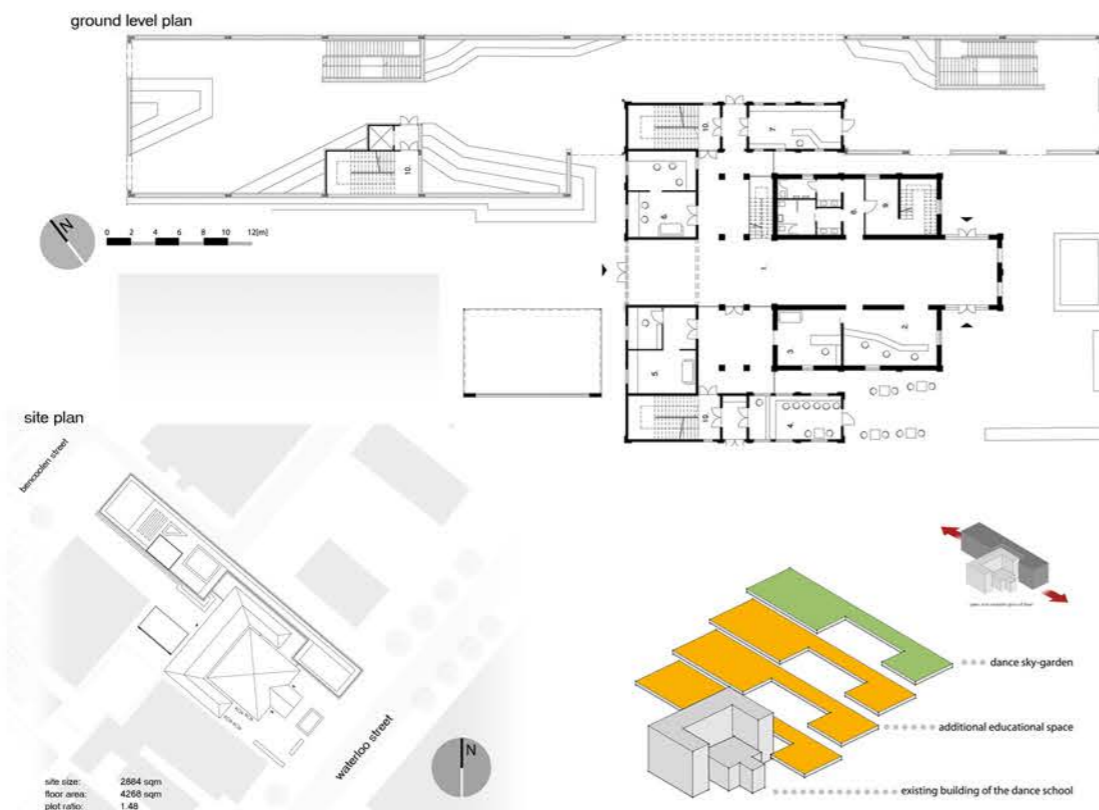 ground level plan
10.
7.
10.
6.
8.
9.
N
0 2 4 6 8 10 12[m]
1.
5.
3.
2.
10.
4.
site plan
bencoolen street
waterloo street
N
site size: 2884 sqm
floor area: 4268 sqm
plot ratio: 1.48
dance sky-garden
additional educational space
existing building of the dance school